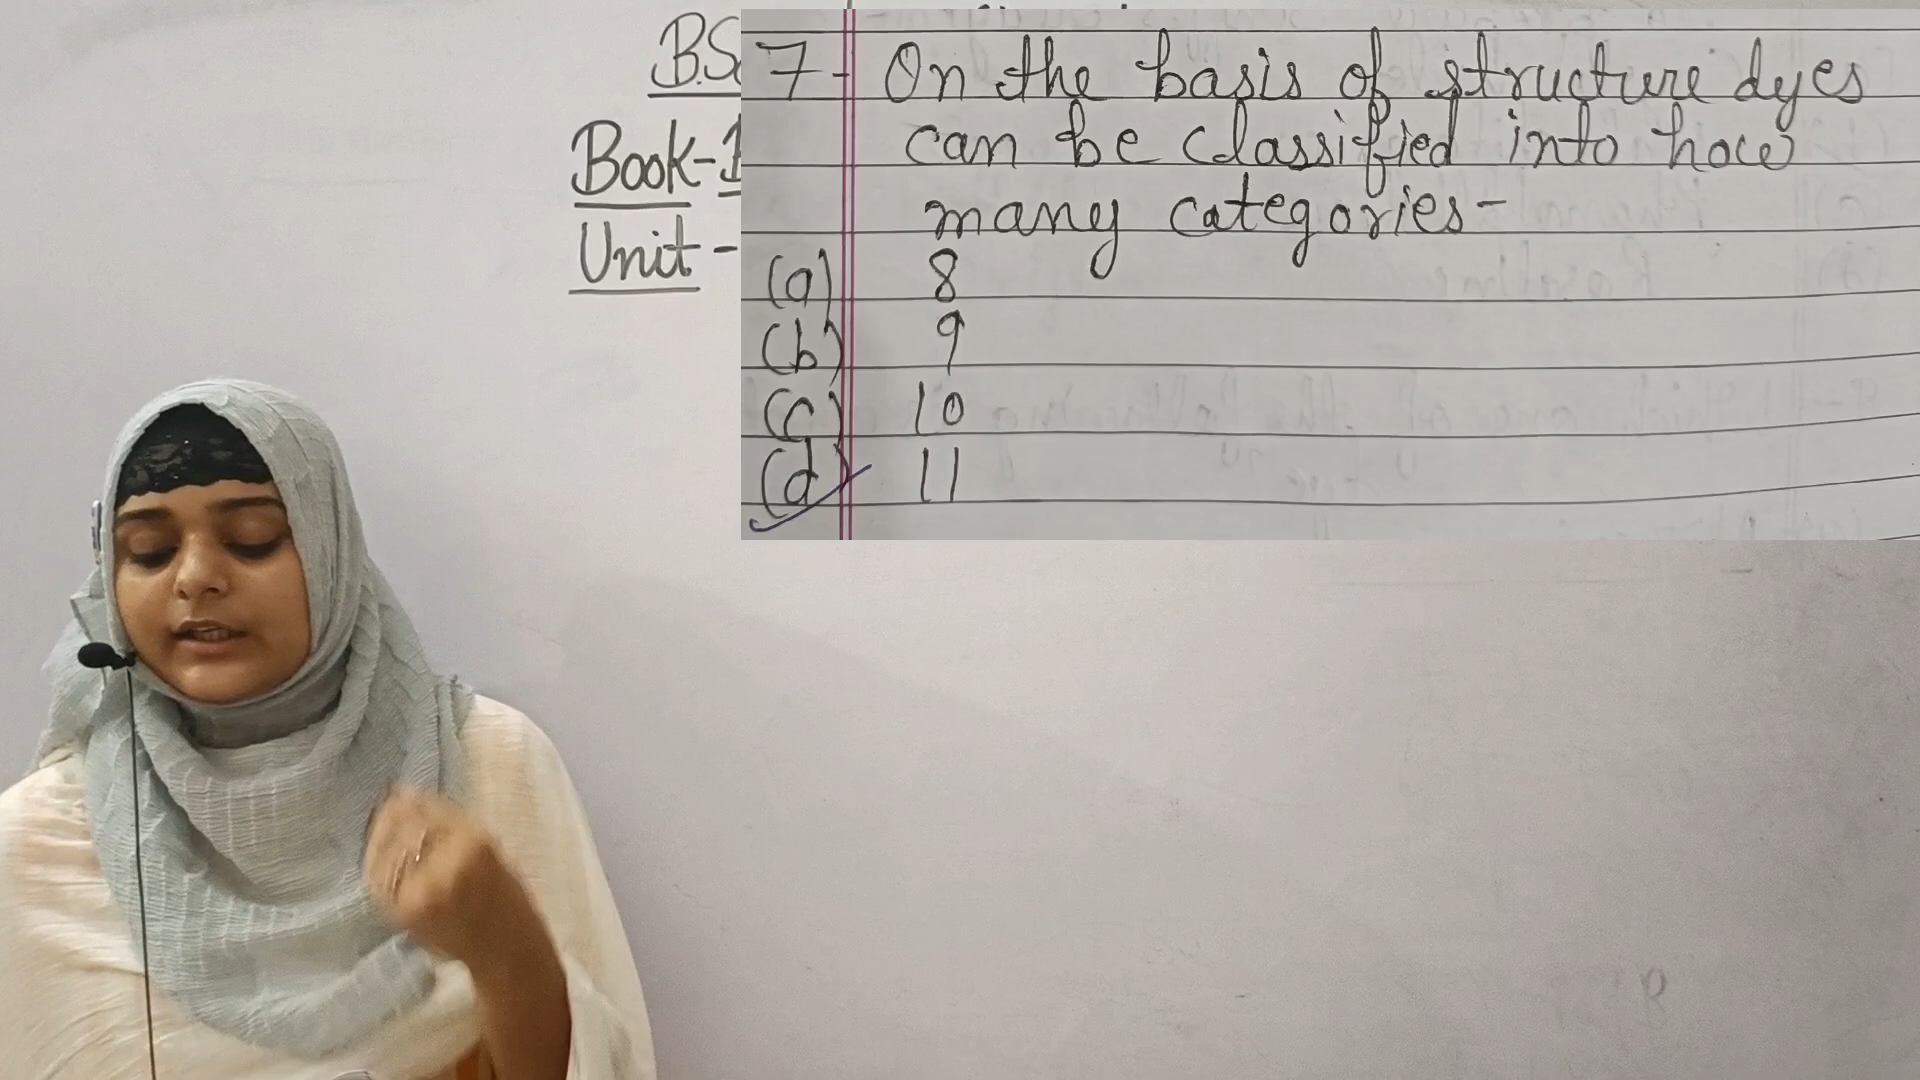 B.S
Book-1
Unit-
7- On the basis of structure dyes
can be classified into how
many categories-
(a) 8
(b) 9
(c) 10
(d) 11